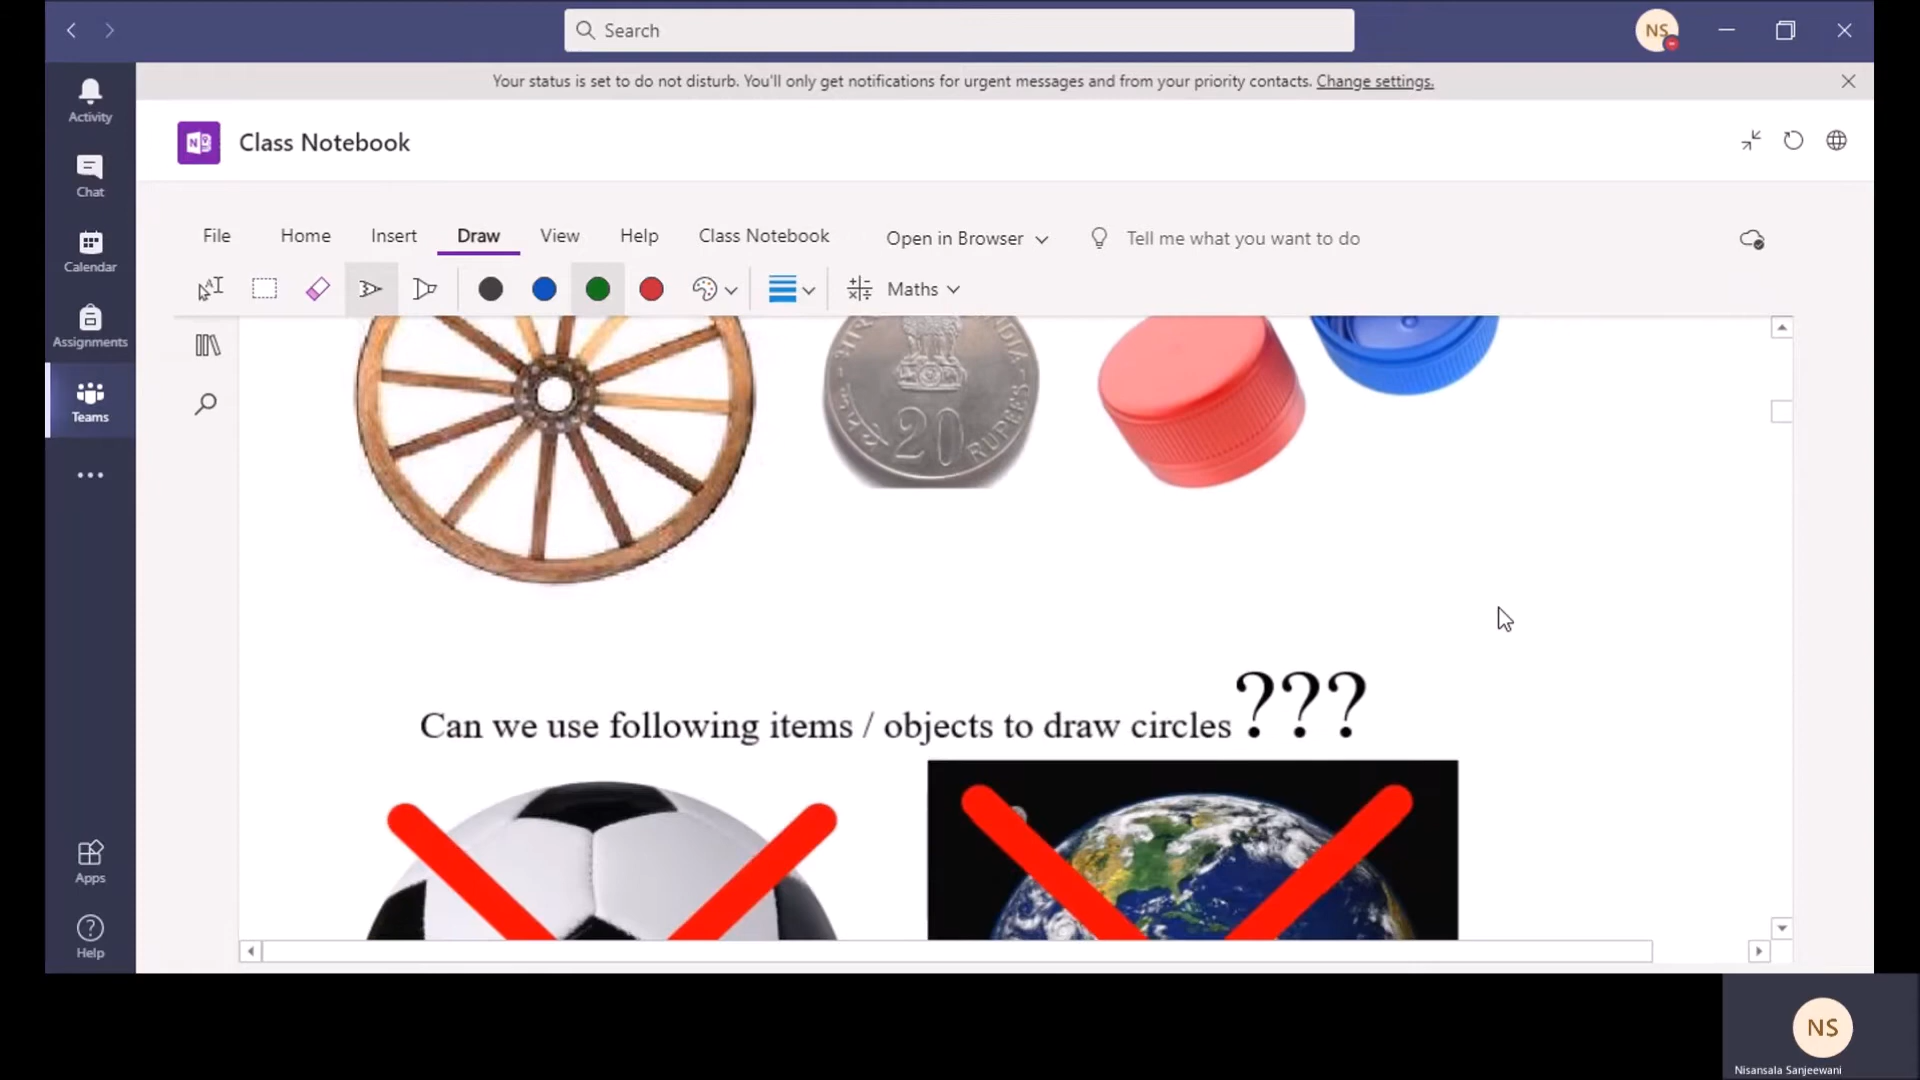 Search
NS
Your status is set to do not disturb. You'll only get notifications for urgent messages and from your priority contacts. Change settings.
Activity
Class Notebook
Chat
File Home Insert Draw View Help Class Notebook Open in Browser Tell me what you want to do
Calendar
Maths
Assignments
INDIA
20
RUPEES
Teams
Can we use following items / objects to draw circles???
Apps
Help
NS
Nisansala Sanjeewani